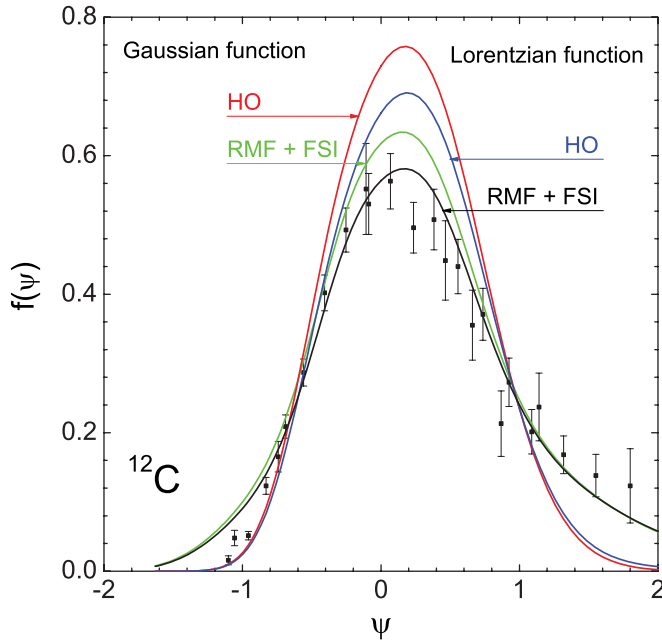 Gaussian function Lorentzian function
HO
RMF + FSI
HO
RMF + FSI
¹²C
f(ψ)
0.8
0.6
0.4
0.2
0.0
-2 -1 0 1 2
ψ